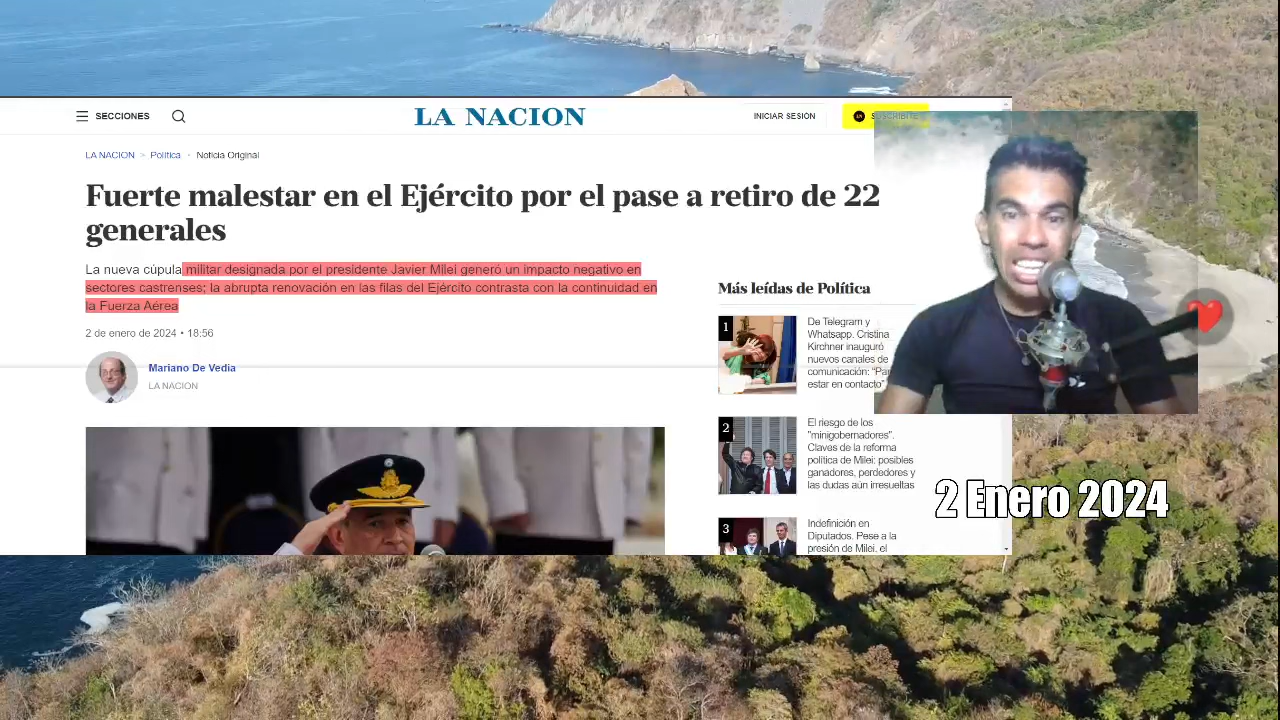 SECCIONES
LA NACION
INICIAR SESIÓN
SUSCRIBITE
LA NACION > Política · Noticia Original
Fuerte malestar en el Ejército por el pase a retiro de 22
generales
La nueva cúpula militar designada por el presidente Javier Milei generó un impacto negativo en
sectores castrenses; la abrupta renovación en las filas del Ejército contrasta con la continuidad en
la Fuerza Aérea
2 de enero de 2024 • 18:56
Mariano De Vedia
LA NACION
Más leídas de Política
1
De Telegram y
Whatsapp. Cristina
Kirchner inauguró
nuevos canales de
comunicación: “Par
estar en contacto”
2
El riesgo de los
"minigobernadores".
Claves de la reforma
política de Milei: posibles
ganadores, perdedores y
las dudas aún irresueltas
3
Indefinición en
Diputados. Pese a la
presión de Milei, el
2 Enero 2024